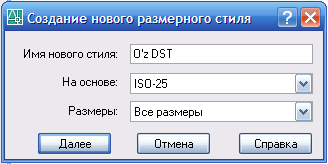 Создание нового размерного стиля
Имя нового стиля: O'z DST
На основе: ISO-25
Размеры: Все размеры
Далее Отмена Справка